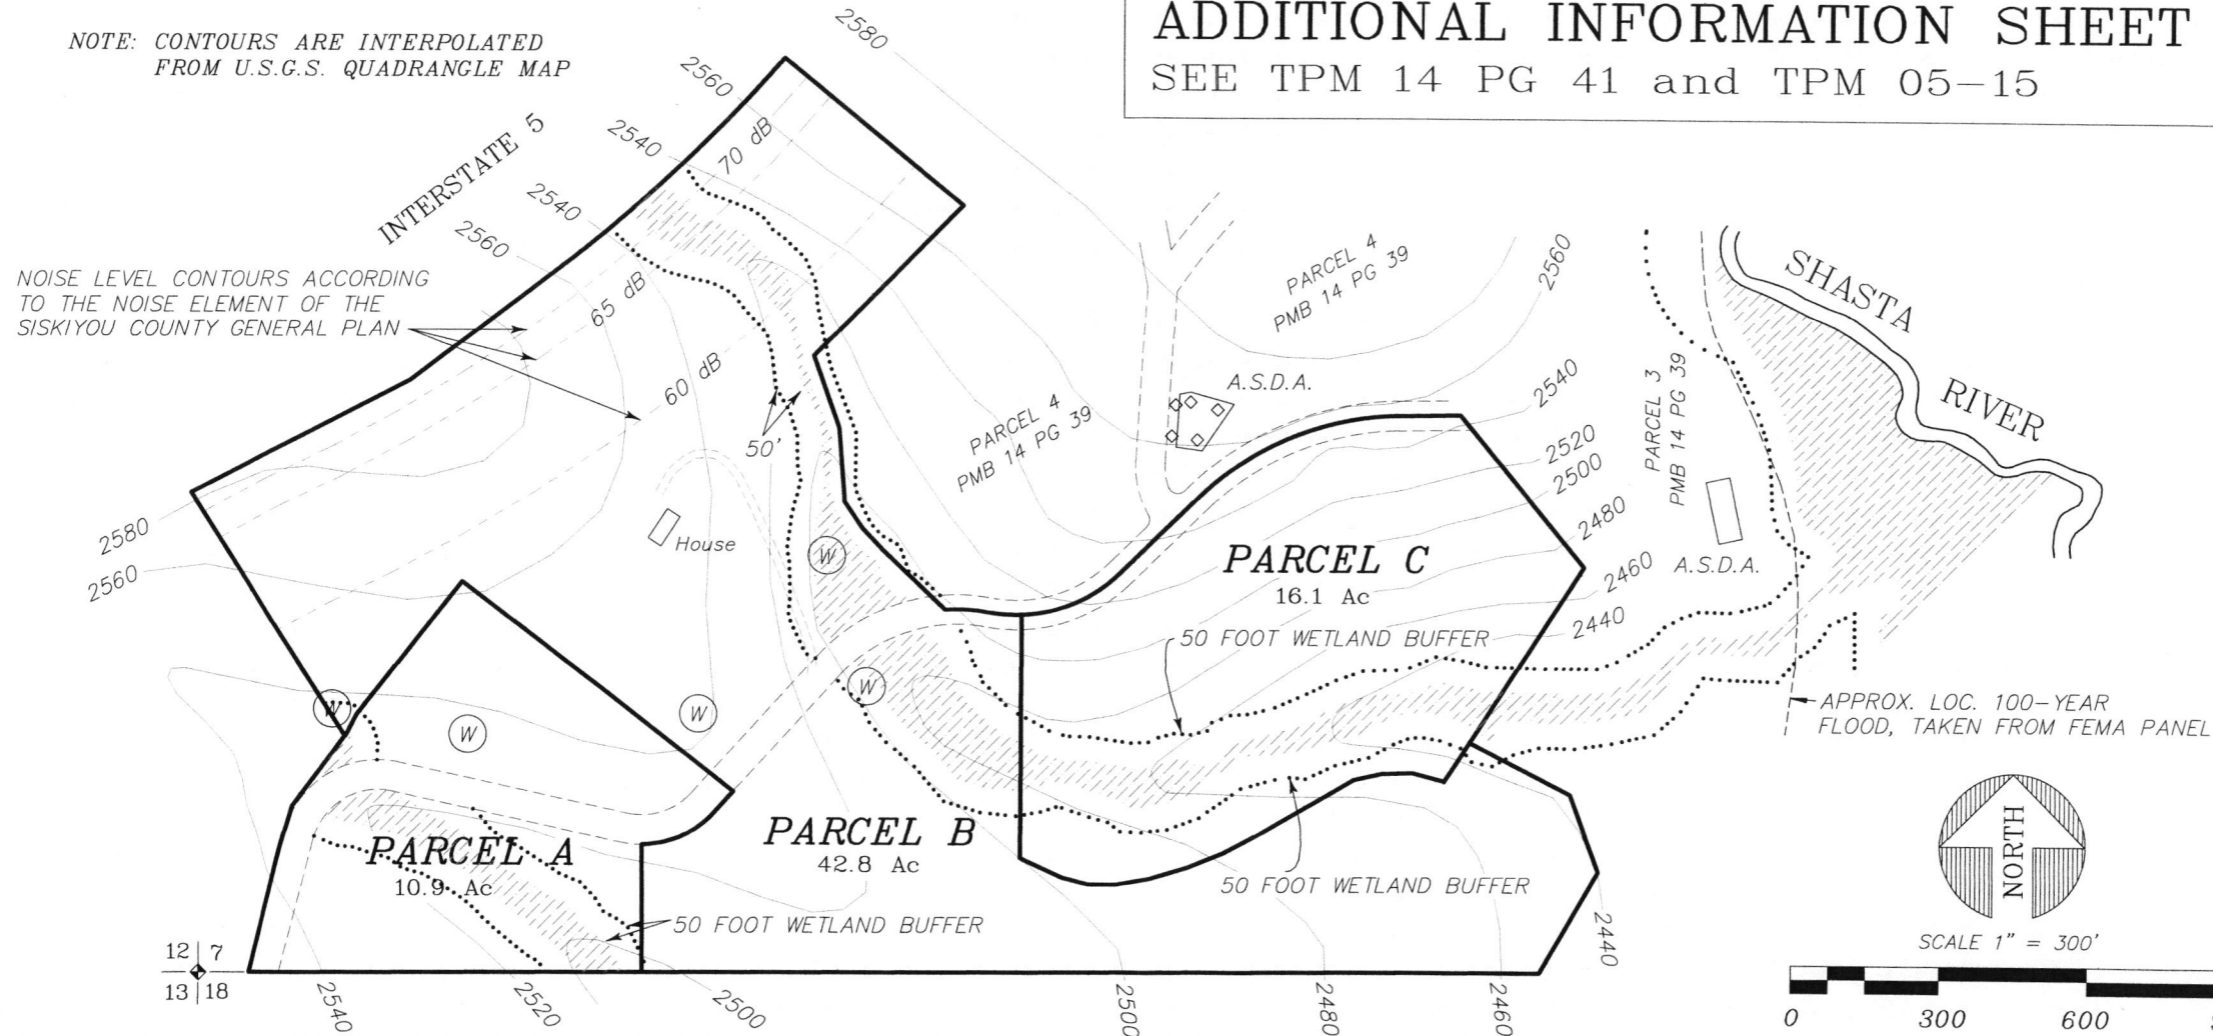 ADDITIONAL INFORMATION SHEET
SEE TPM 14 PG 41 and TPM 05-15
NOTE: CONTOURS ARE INTERPOLATED
FROM U.S.G.S. QUADRANGLE MAP
2580
2560
2540
2540
2560
INTERSTATE 5
70 dB
65 dB
60 dB
NOISE LEVEL CONTOURS ACCORDING
TO THE NOISE ELEMENT OF THE
SISKIYOU COUNTY GENERAL PLAN
50'
PARCEL 4
PMB 14 PG 39
PARCEL 4
PMB 14 PG 39
A.S.D.A.
2560
2540
2520
2500
2480
2460
2440
PARCEL 3
PMB 14 PG 39
A.S.D.A.
SHASTA
RIVER
2580
2560
House
W
W
W
W
W
PARCEL C
16.1 Ac
50 FOOT WETLAND BUFFER
APPROX. LOC. 100-YEAR
FLOOD, TAKEN FROM FEMA PANEL
PARCEL A
10.9 Ac
PARCEL B
42.8 Ac
50 FOOT WETLAND BUFFER
50 FOOT WETLAND BUFFER
12 7
13 18
2540
2520
2500
2500
2480
2460
2440
NORTH
SCALE 1" = 300'
0 300 600